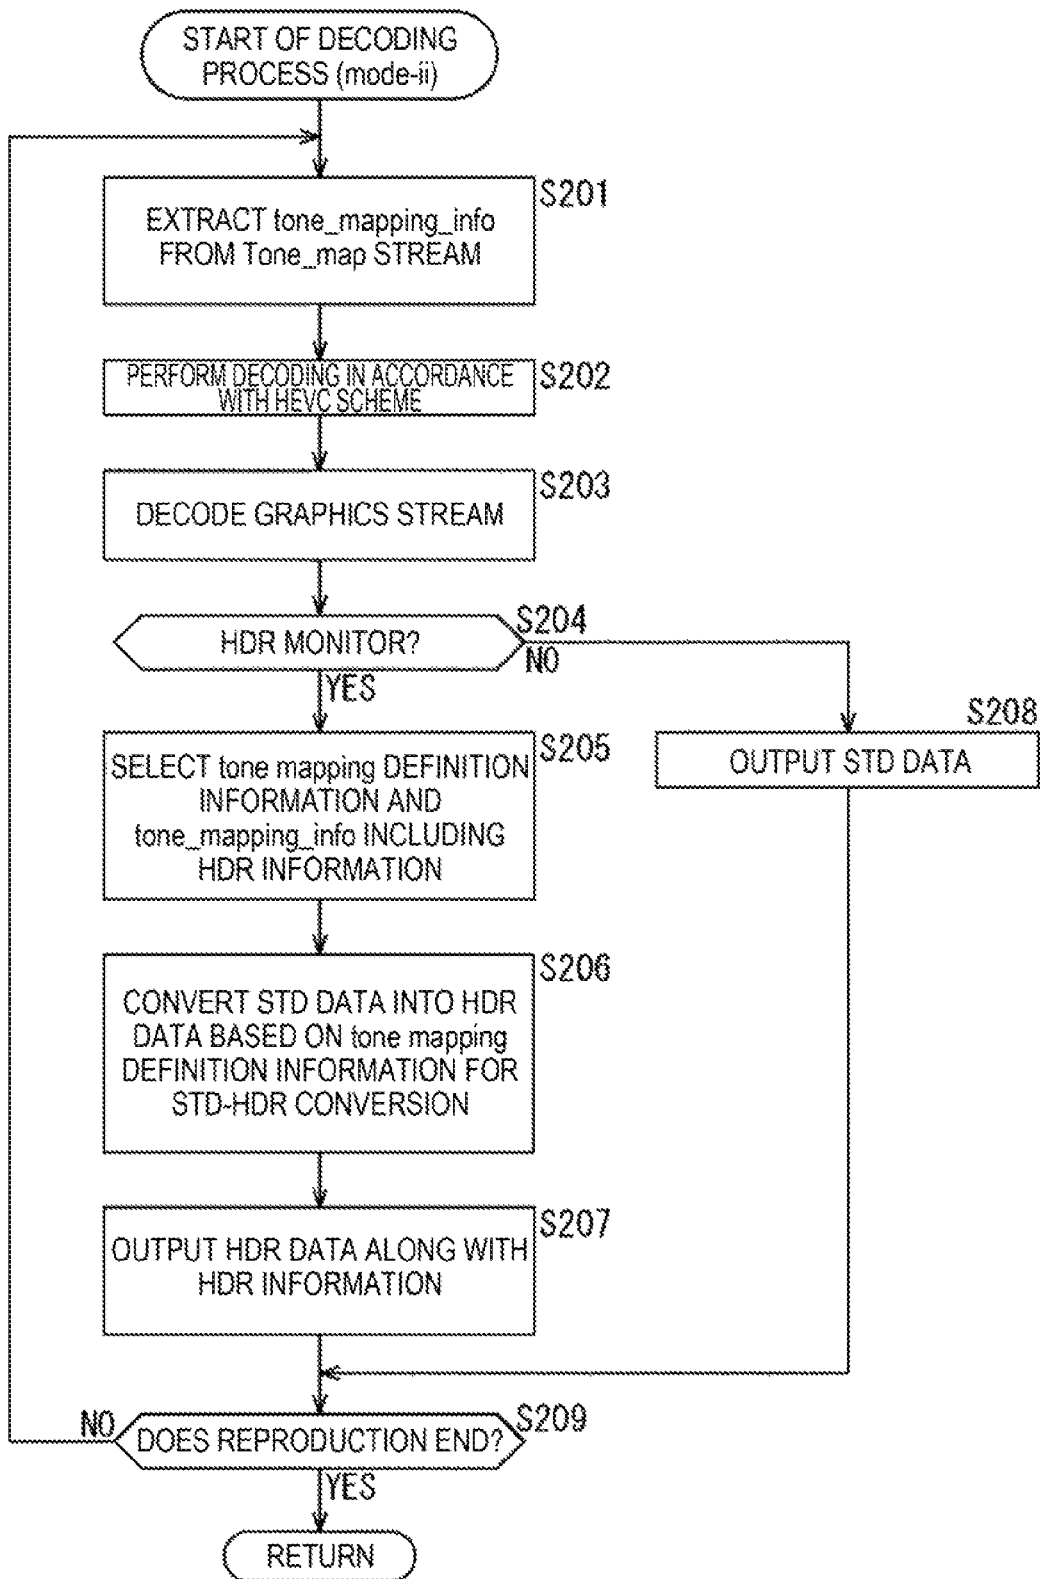 START OF DECODING
PROCESS (mode-ii)
S201
EXTRACT tone_mapping_info
FROM Tone_map STREAM
S202
PERFORM DECODING IN ACCORDANCE
WITH HEVC SCHEME
S203
DECODE GRAPHICS STREAM
S204
HDR MONITOR?
NO
YES
S205
SELECT tone mapping DEFINITION
INFORMATION AND
tone_mapping_info INCLUDING
HDR INFORMATION
S208
OUTPUT STD DATA
S206
CONVERT STD DATA INTO HDR
DATA BASED ON tone mapping
DEFINITION INFORMATION FOR
STD-HDR CONVERSION
S207
OUTPUT HDR DATA ALONG WITH
HDR INFORMATION
NO
S209
DOES REPRODUCTION END?
YES
RETURN